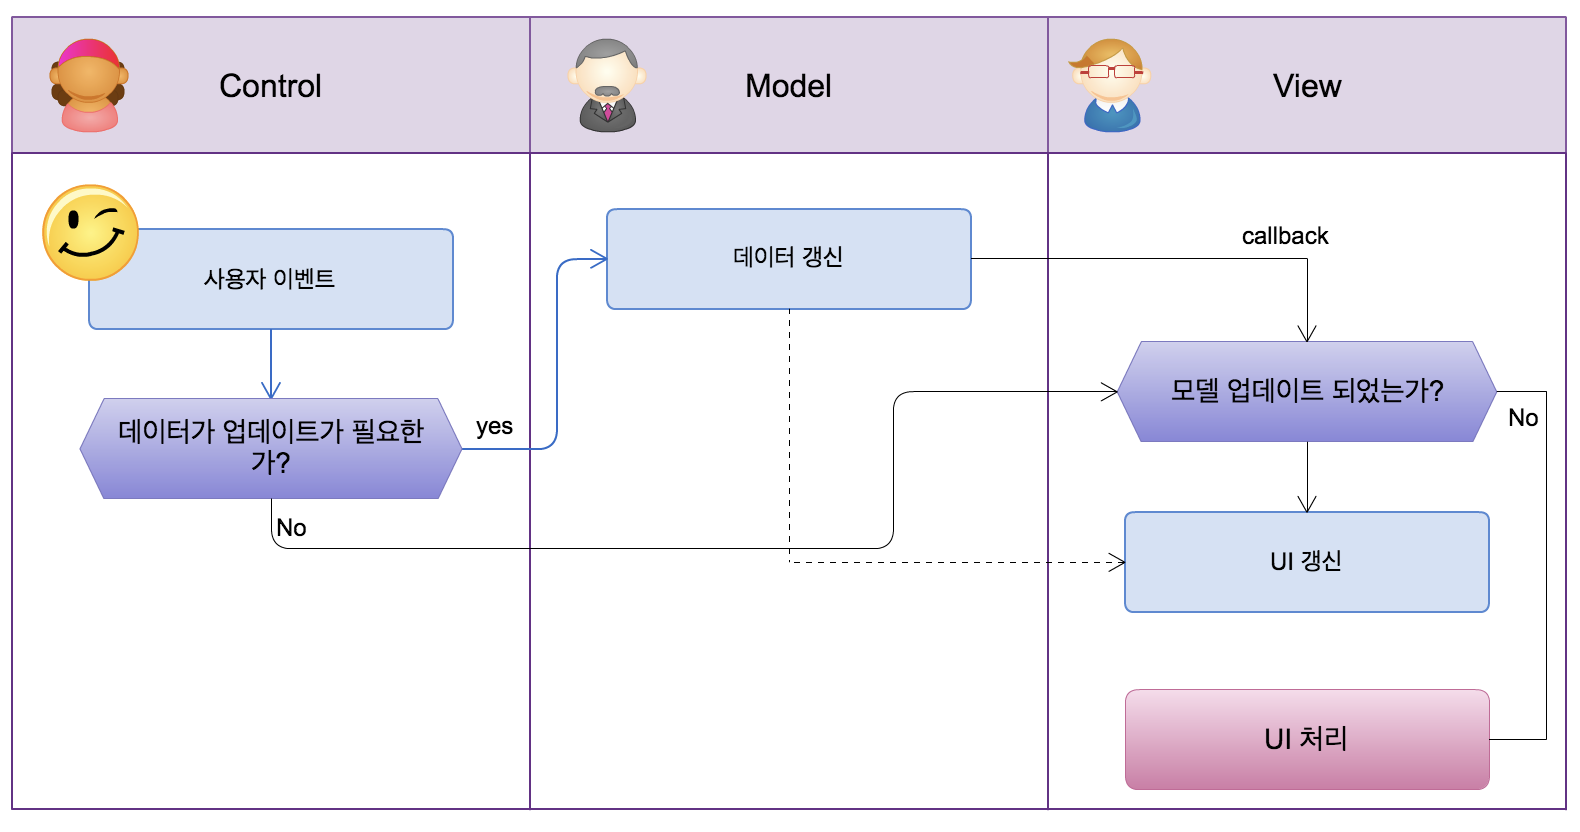 Control
Model
View
사용자 이벤트
데이터 갱신
callback
데이터가 업데이트가 필요한
가?
yes
No
모델 업데이트 되었는가?
No
UI 갱신
UI 처리